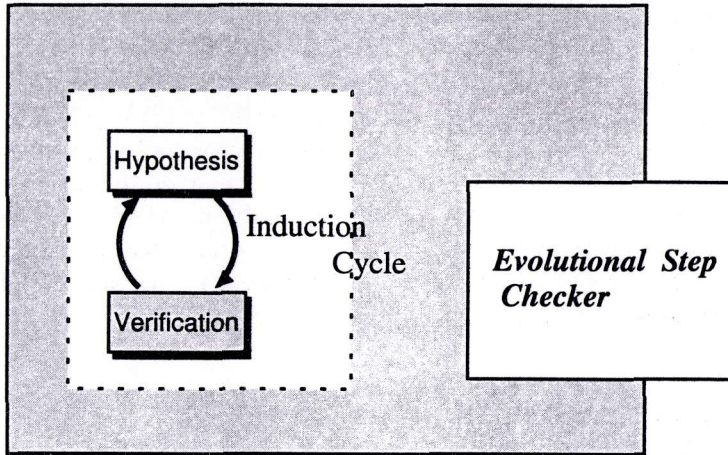 Hypothesis
Induction
Cycle
Verification
Evolutional Step
Checker